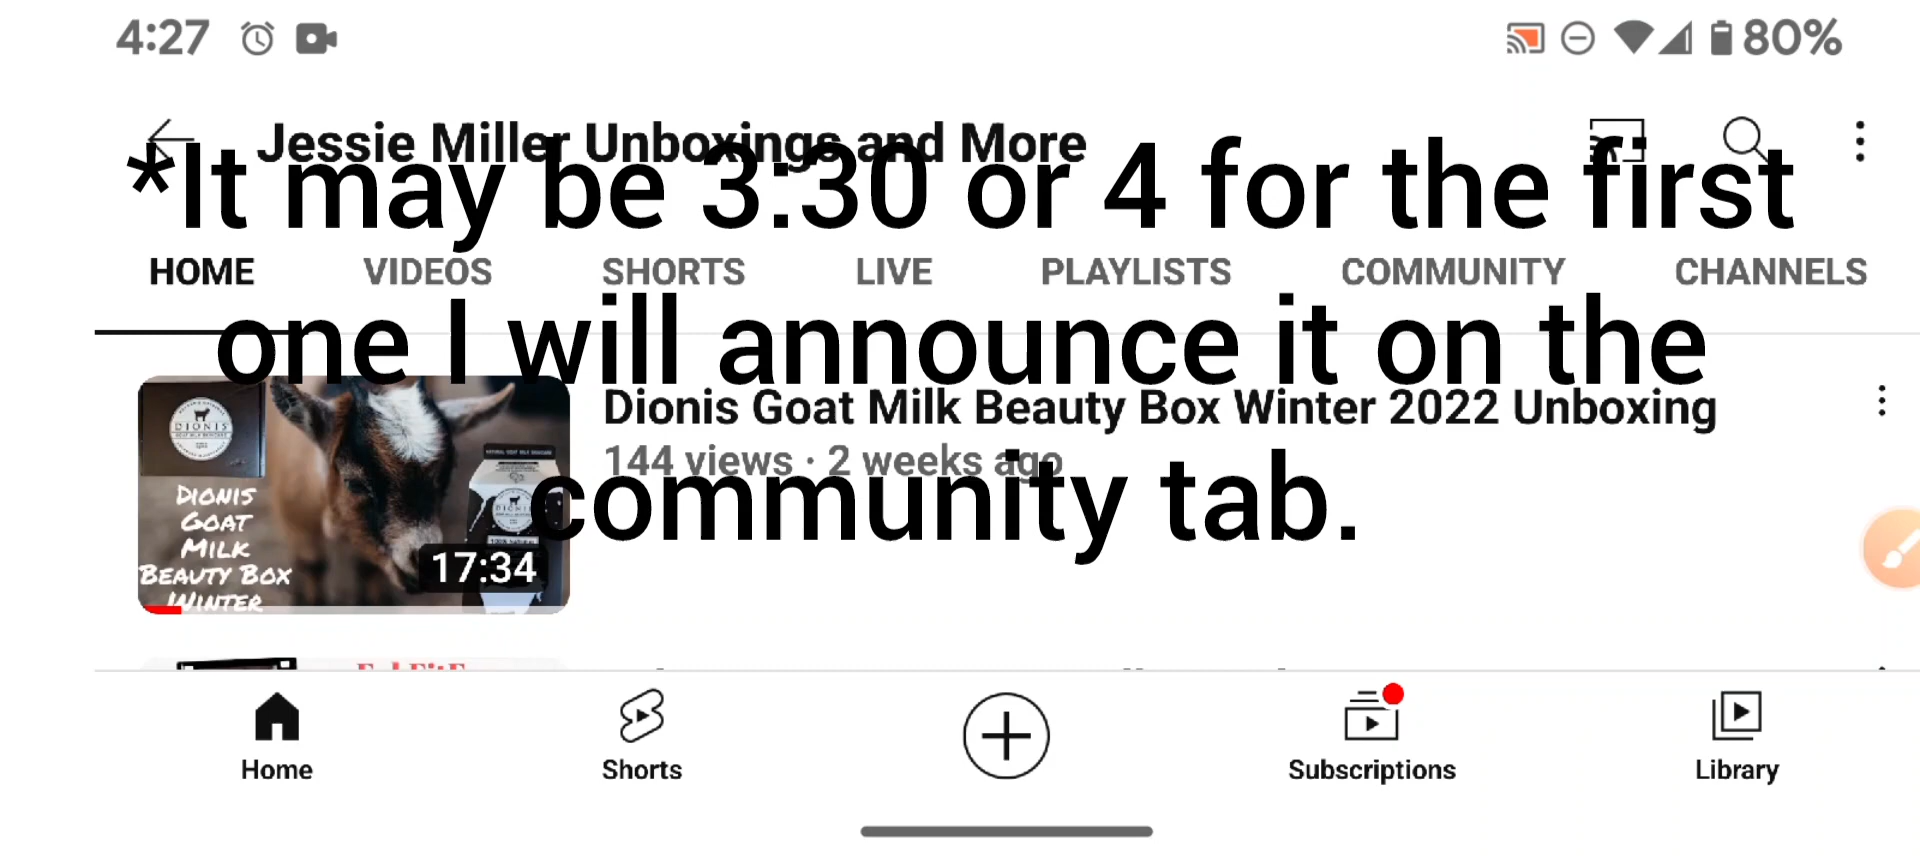 4:27
80%
Jessie Miller Unboxings and More
*It may be 3:30 or 4 for the first
HOME VIDEOS SHORTS LIVE PLAYLISTS COMMUNITY CHANNELS
one I will announce it on the
Dionis Goat Milk Beauty Box Winter 2022 Unboxing
144 views · 2 weeks ago
community tab.
DIONIS
DIONIS
GOAT
MILK
BEAUTY BOX
WINTER
17:34
Home Shorts Subscriptions Library